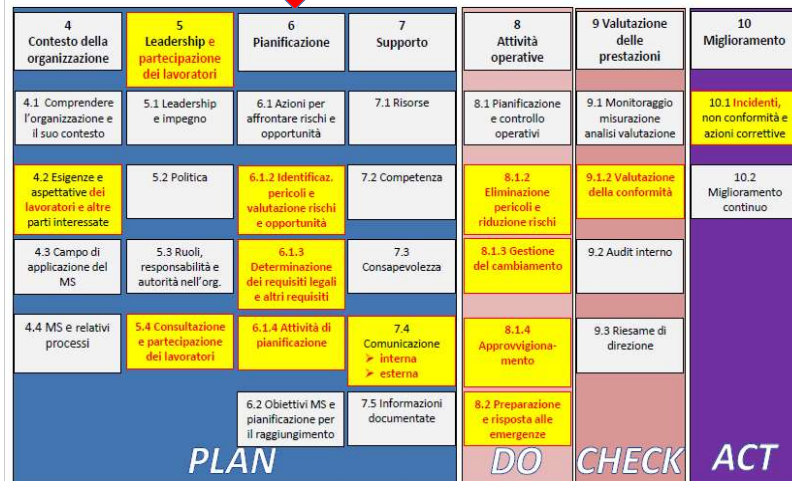 4
Contesto della
organizzazione
5
Leadership e
partecipazione
dei lavoratori
6
Pianificazione
7
Supporto
8
Attività
operative
9 Valutazione
delle
prestazioni
10
Miglioramento
4.1 Comprendere
l'organizzazione e
il suo contesto
5.1 Leadership
e impegno
6.1 Azioni per
affrontare rischi e
opportunità
7.1 Risorse
8.1 Pianificazione
e controllo
operativi
9.1 Monitoraggio
misurazione
analisi valutazione
10.1 Incidenti,
non conformità e
azioni correttive
4.2 Esigenze e
aspettative dei
lavoratori e altre
parti interessate
5.2 Politica
6.1.2 Identificaz.
pericoli e
valutazione rischi
e opportunità
7.2 Competenza
8.1.2
Eliminazione
pericoli e
riduzione rischi
9.1.2 Valutazione
della conformità
10.2
Miglioramento
continuo
4.3 Campo di
applicazione del
MS
5.3 Ruoli,
responsabilità e
autorità nell'org.
6.1.3
Determinazione
dei requisiti legali
e altri requisiti
7.3
Consapevolezza
8.1.3 Gestione
del cambiamento
9.2 Audit interno
4.4 MS e relativi
processi
5.4 Consultazione
e partecipazione
dei lavoratori
6.1.4 Attività di
pianificazione
7.4
Comunicazione
➢ interna
➢ esterna
8.1.4
Approvvigiona-
mento
9.3 Riesame di
direzione
6.2 Obiettivi MS e
pianificazione per
il raggiungimento
7.5 Informazioni
documentate
8.2 Preparazione
e risposta alle
emergenze
PLAN
DO
CHECK
ACT